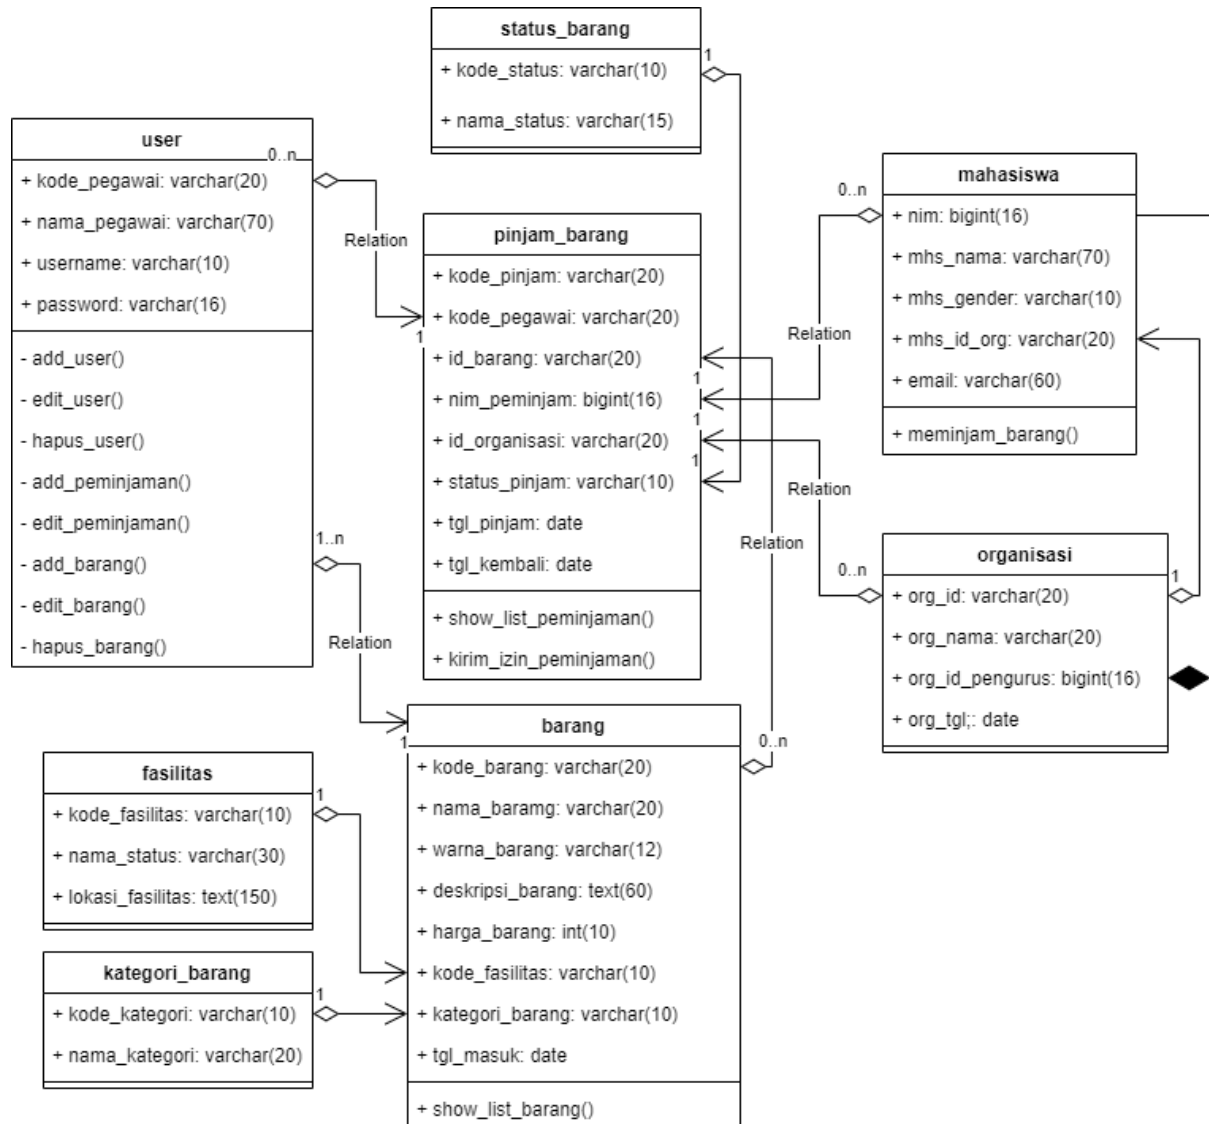 status_barang
1
+ kode_status: varchar(10)
+ nama_status: varchar(15)
user
0..n
+ kode_pegawai: varchar(20)
+ nama_pegawai: varchar(70)
+ username: varchar(10)
+ password: varchar(16)
- add_user()
- edit_user()
- hapus_user()
- add_peminjaman()
- edit_peminjaman()
- add_barang()
- edit_barang()
- hapus_barang()
Relation
1
1..n
Relation
1
pinjam_barang
+ kode_pinjam: varchar(20)
+ kode_pegawai: varchar(20)
+ id_barang: varchar(20)
+ nim_peminjam: bigint(16)
+ id_organisasi: varchar(20)
+ status_pinjam: varchar(10)
+ tgl_pinjam: date
+ tgl_kembali: date
+ show_list_peminjaman()
+ kirim_izin_peminjaman()
1
1
1
Relation
Relation
Relation
0..n
mahasiswa
+ nim: bigint(16)
+ mhs_nama: varchar(70)
+ mhs_gender: varchar(10)
+ mhs_id_org: varchar(20)
+ email: varchar(60)
+ meminjam_barang()
0..n
organisasi
1
+ org_id: varchar(20)
+ org_nama: varchar(20)
+ org_id_pengurus: bigint(16)
+ org_tgl;: date
barang
0..n
+ kode_barang: varchar(20)
+ nama_baramg: varchar(20)
+ warna_barang: varchar(12)
+ deskripsi_barang: text(60)
+ harga_barang: int(10)
+ kode_fasilitas: varchar(10)
+ kategori_barang: varchar(10)
+ tgl_masuk: date
+ show_list_barang()
fasilitas
1
+ kode_fasilitas: varchar(10)
+ nama_status: varchar(30)
+ lokasi_fasilitas: text(150)
kategori_barang
1
+ kode_kategori: varchar(10)
+ nama_kategori: varchar(20)